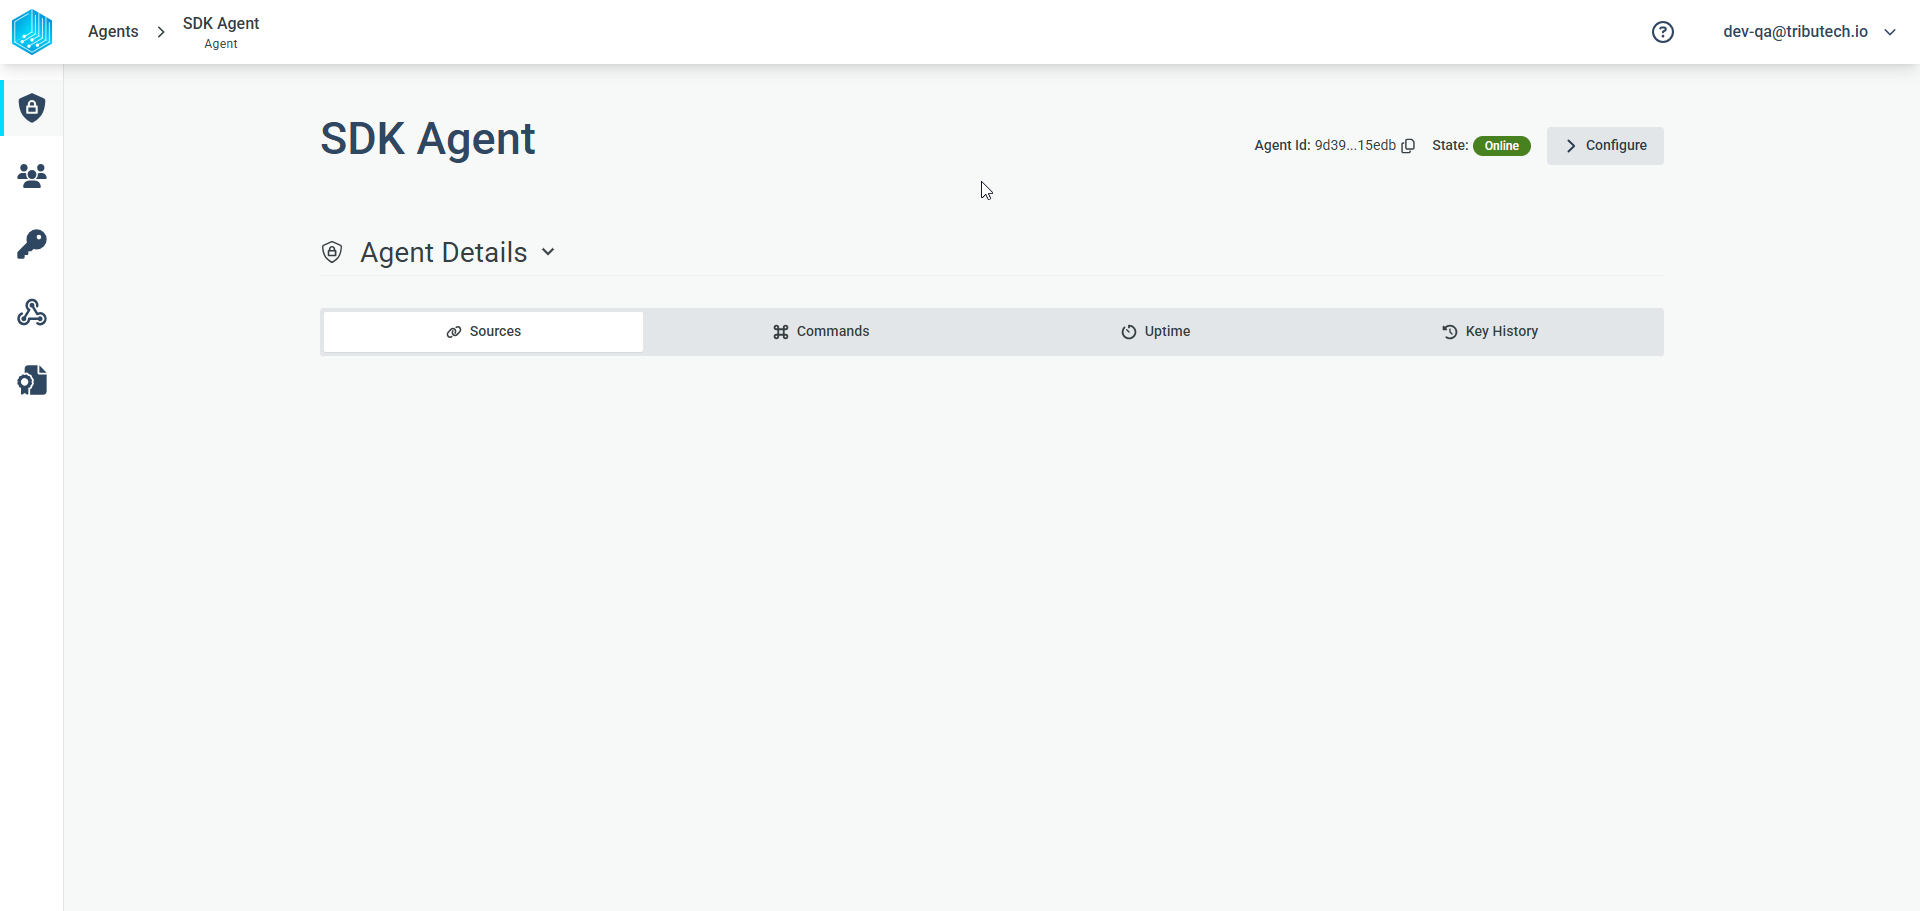 Agents
SDK Agent
Agent
dev-qa@tributech.io
SDK Agent
Agent Id: 9d39...15edb
State: Online
Configure
Agent Details
Sources
Commands
Uptime
Key History